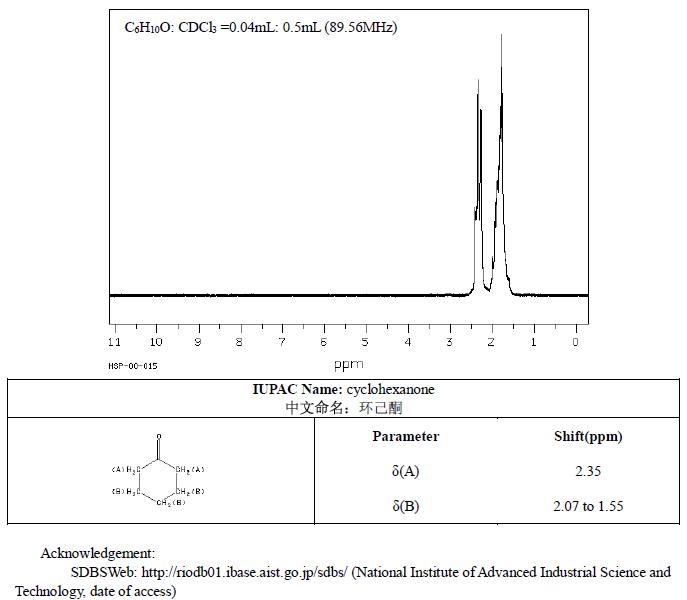 C₆H₁₀O: CDCl₃ =0.04mL: 0.5mL (89.56MHz)
11 10 9 8 7 6 5 4 3 2 1 0
HSP-00-015
ppm
IUPAC Name: cyclohexanone
中文命名：环己酮
Parameter Shift(ppm)
O
(A)H₂C CH₂(A)
(B)H₂C CH₂(B)
CH₂(B)
δ(A) 2.35
δ(B) 2.07 to 1.55
Acknowledgement:
SDBSWeb: http://riodb01.ibase.aist.go.jp/sdbs/ (National Institute of Advanced Industrial Science and
Technology, date of access)